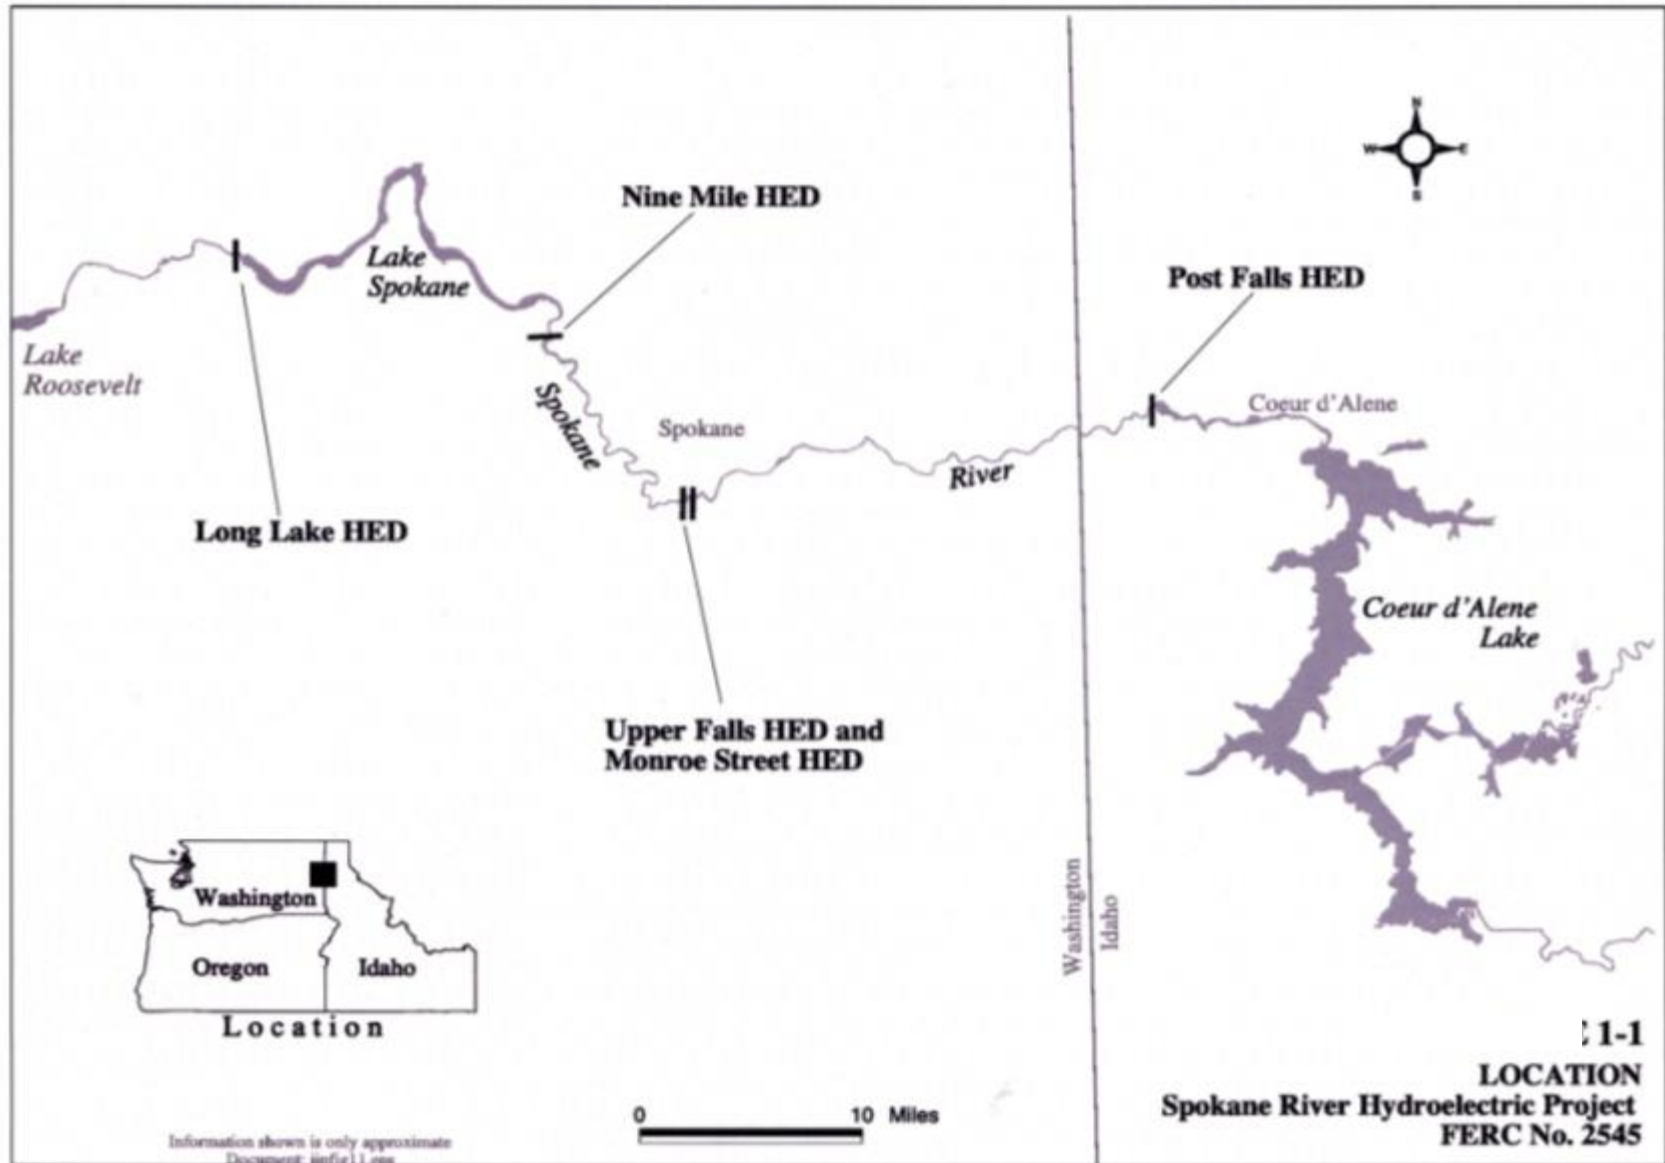 N
W E
S
Nine Mile HED
Post Falls HED
Lake
Spokane
Lake
Roosevelt
Coeur d'Alene
Spokane
Spokane
River
Long Lake HED
Coeur d'Alene
Lake
Upper Falls HED and
Monroe Street HED
Washington
Idaho
Washington
Oregon
Idaho
Location
1-1
LOCATION
Spokane River Hydroelectric Project
FERC No. 2545
0 10 Miles
Information shown is only approximate
Document: